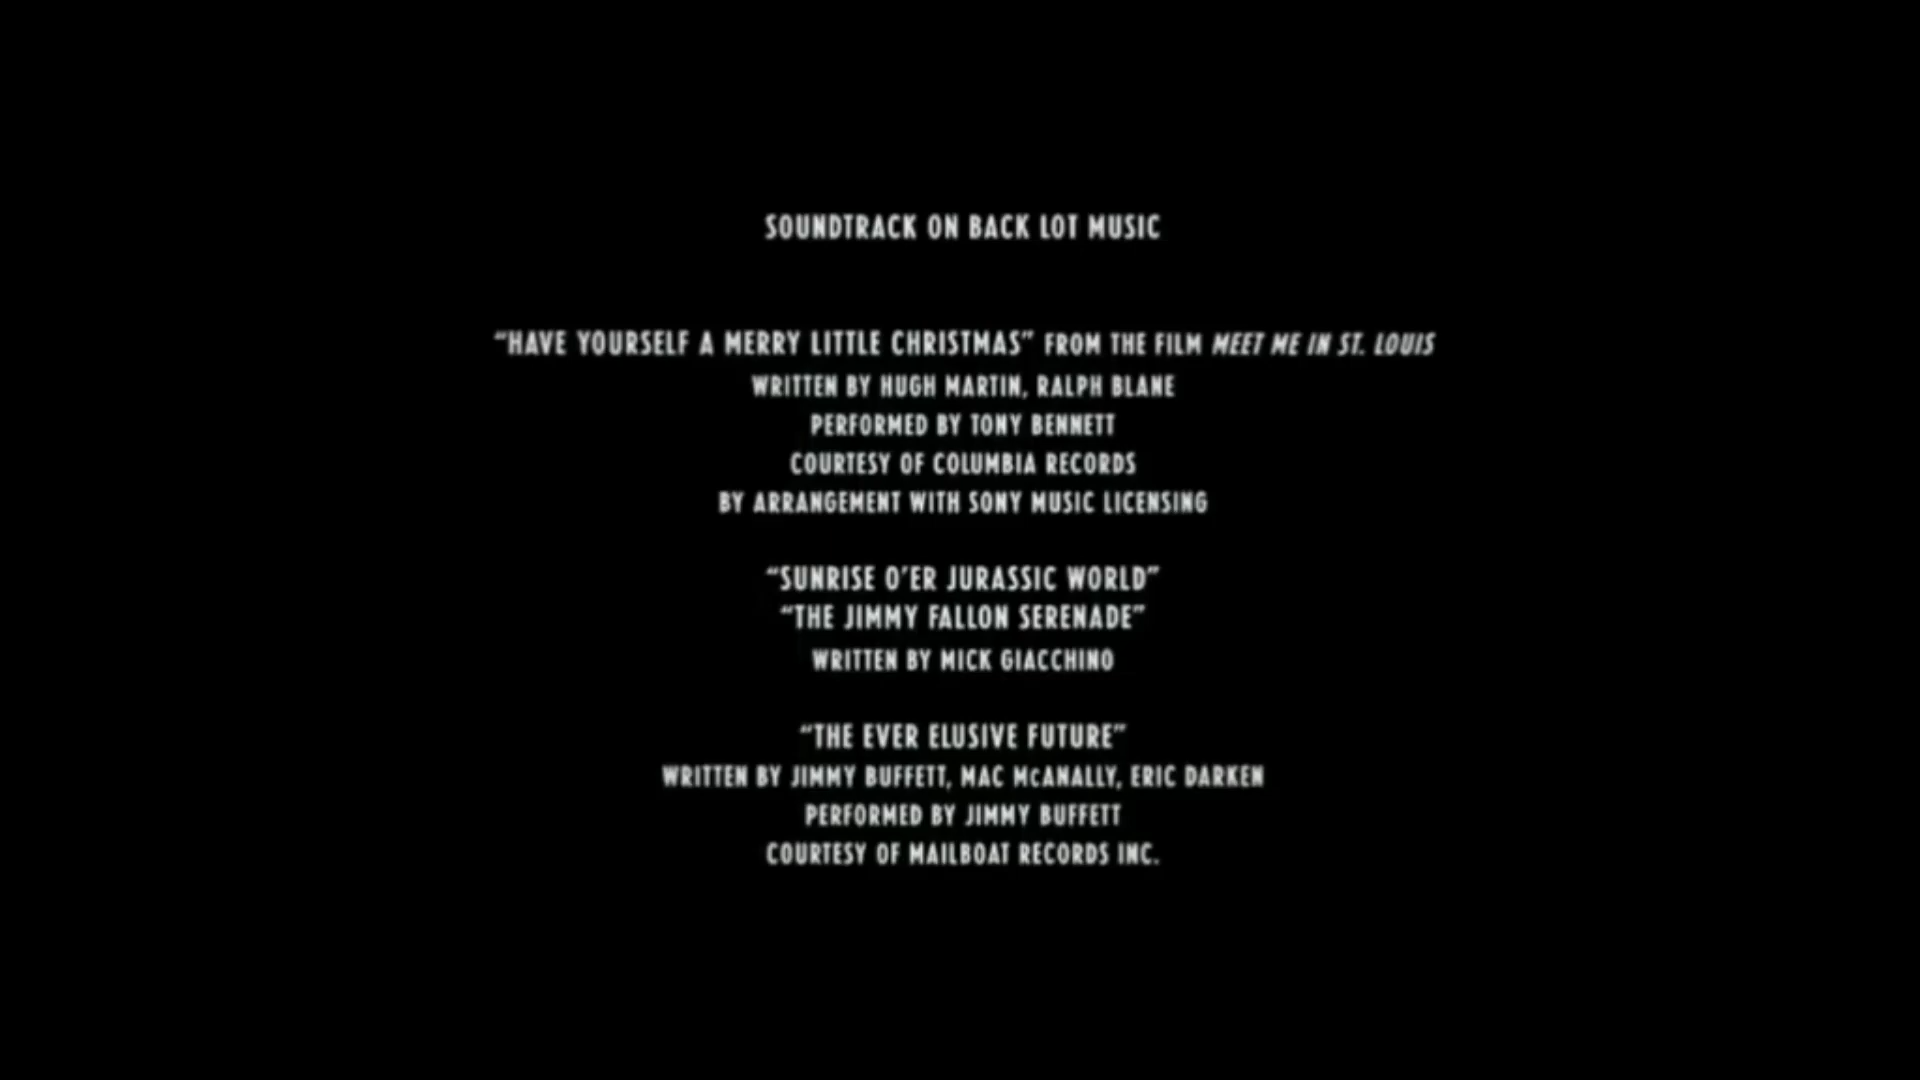 SOUNDTRACK ON BACK LOT MUSIC
“HAVE YOURSELF A MERRY LITTLE CHRISTMAS” FROM THE FILM MEET ME IN ST. LOUIS
WRITTEN BY HUGH MARTIN, RALPH BLANE
PERFORMED BY TONY BENNETT
COURTESY OF COLUMBIA RECORDS
BY ARRANGEMENT WITH SONY MUSIC LICENSING
“SUNRISE O’ER JURASSIC WORLD”
“THE JIMMY FALLON SERENADE”
WRITTEN BY MICK GIACCHINO
“THE EVER ELUSIVE FUTURE”
WRITTEN BY JIMMY BUFFETT, MAC McANALLY, ERIC DARKEN
PERFORMED BY JIMMY BUFFETT
COURTESY OF MAILBOAT RECORDS INC.